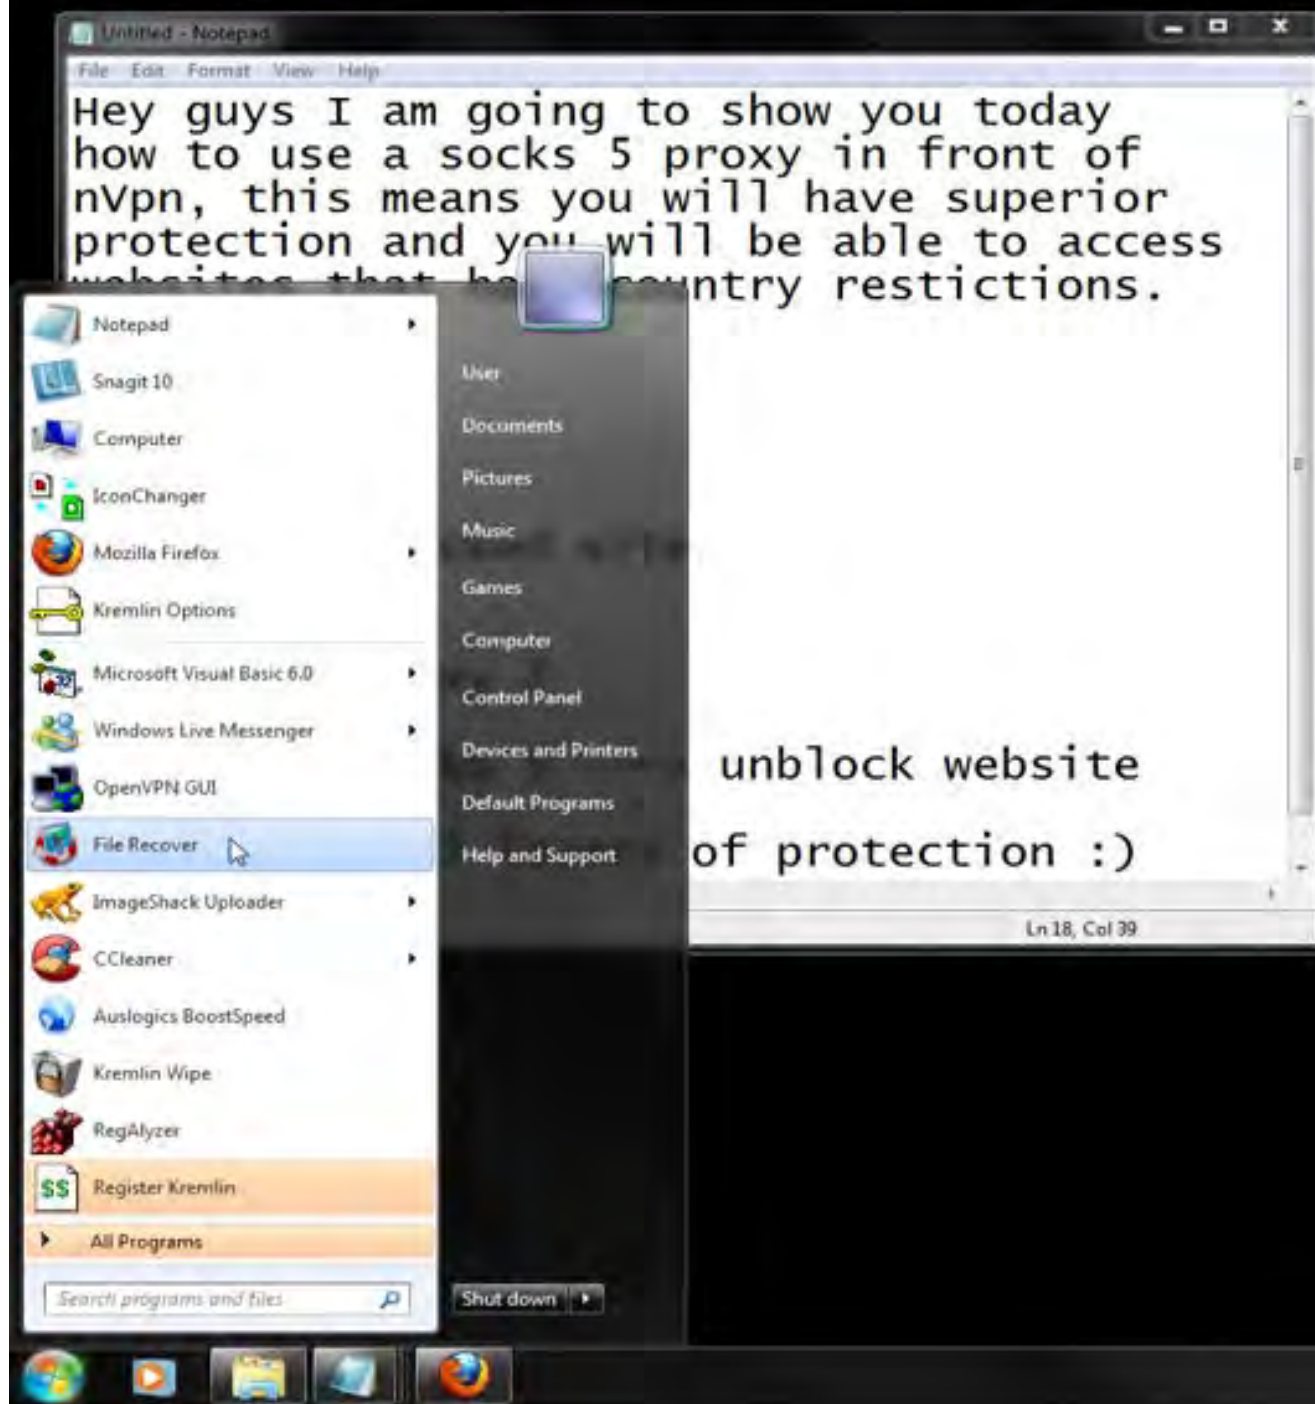 Untitled - Notepad
File Edit Format View Help
Hey guys I am going to show you today
how to use a socks 5 proxy in front of
nVpn, this means you will have superior
protection and you will be able to access
websites that country restictions.
Notepad
Snagit 10
Computer
IconChanger
Mozilla Firefox
Kremlin Options
Microsoft Visual Basic 6.0
Windows Live Messenger
OpenVPN GUI
File Recover
ImageShack Uploader
CCleaner
Auslogics BoostSpeed
Kremlin Wipe
RegAlyzer
$$ Register Kremlin
All Programs
Search programs and files
User
Documents
Pictures
Music
Games
Computer
Control Panel
Devices and Printers
Default Programs
Help and Support
Shut down
unblock website
of protection :)
Ln 18, Col 39